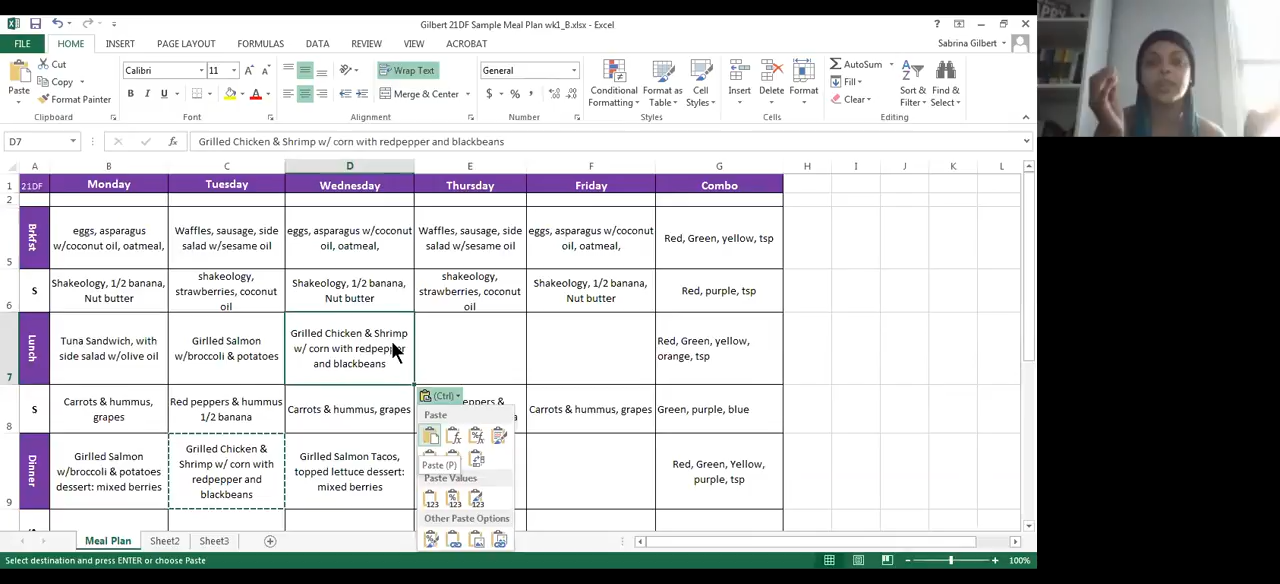 Gilbert 21DF Sample Meal Plan wk1_B.xlsx - Excel
FILE HOME INSERT PAGE LAYOUT FORMULAS DATA REVIEW VIEW ACROBAT Sabrina Gilbert
Paste
Cut
Copy
Format Painter
Clipboard
Calibri 11
B I U
Font
Wrap Text
Merge & Center
Alignment
General
$ % ,
Number
Conditional Formatting
Format as Table
Cell Styles
Styles
Insert Delete Format
Cells
AutoSum
Fill
Clear
Sort & Filter
Find & Select
Editing
D7 fx Grilled Chicken & Shrimp w/ corn with redpepper and blackbeans
A B C D E F G H I J K L
1 21DF Monday Tuesday Wednesday Thursday Friday Combo
2
5 Brkfst
eggs, asparagus
w/coconut oil, oatmeal,
Waffles, sausage, side
salad w/sesame oil
eggs, asparagus w/coconut
oil, oatmeal,
Waffles, sausage, side
salad w/sesame oil
eggs, asparagus w/coconut
oil, oatmeal,
Red, Green, yellow, tsp
6 S
Shakeology, 1/2 banana,
Nut butter
shakeology,
strawberries, coconut
oil
Shakeology, 1/2 banana,
Nut butter
shakeology,
strawberries, coconut
oil
Shakeology, 1/2 banana,
Nut butter
Red, purple, tsp
7 Lunch
Tuna Sandwich, with
side salad w/olive oil
Girlled Salmon
w/broccoli & potatoes
Grilled Chicken & Shrimp
w/ corn with redpepper
and blackbeans
Red, Green, yellow,
orange, tsp
8 S
Carrots & hummus,
grapes
Red peppers & hummus
1/2 banana
Carrots & hummus, grapes
Carrots & hummus, grapes
Green, purple, blue
9 Dinner
Girlled Salmon
w/broccoli & potatoes
dessert: mixed berries
Grilled Chicken &
Shrimp w/ corn with
redpepper and
blackbeans
Girlled Salmon Tacos,
topped lettuce dessert:
mixed berries
Red, Green, Yellow,
purple, tsp
(Ctrl)
Paste
Paste (P)
Paste Values
Other Paste Options
Meal Plan Sheet2 Sheet3
Select destination and press ENTER or choose Paste
100%